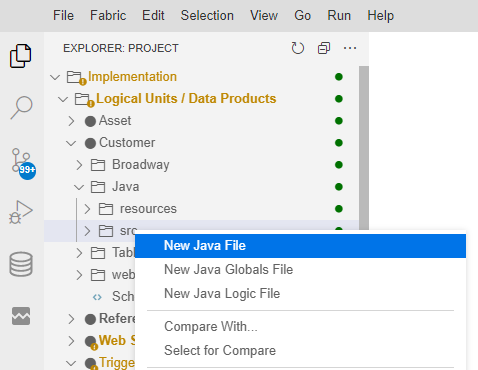 File Fabric Edit Selection View Go Run Help
EXPLORER: PROJECT
Implementation
Logical Units / Data Products
Asset
Customer
Broadway
Java
resources
99+
src
New Java File
New Java Globals File
New Java Logic File
Compare With...
Select for Compare
Tabl
web
Sch
Refere
Web S
Trigge